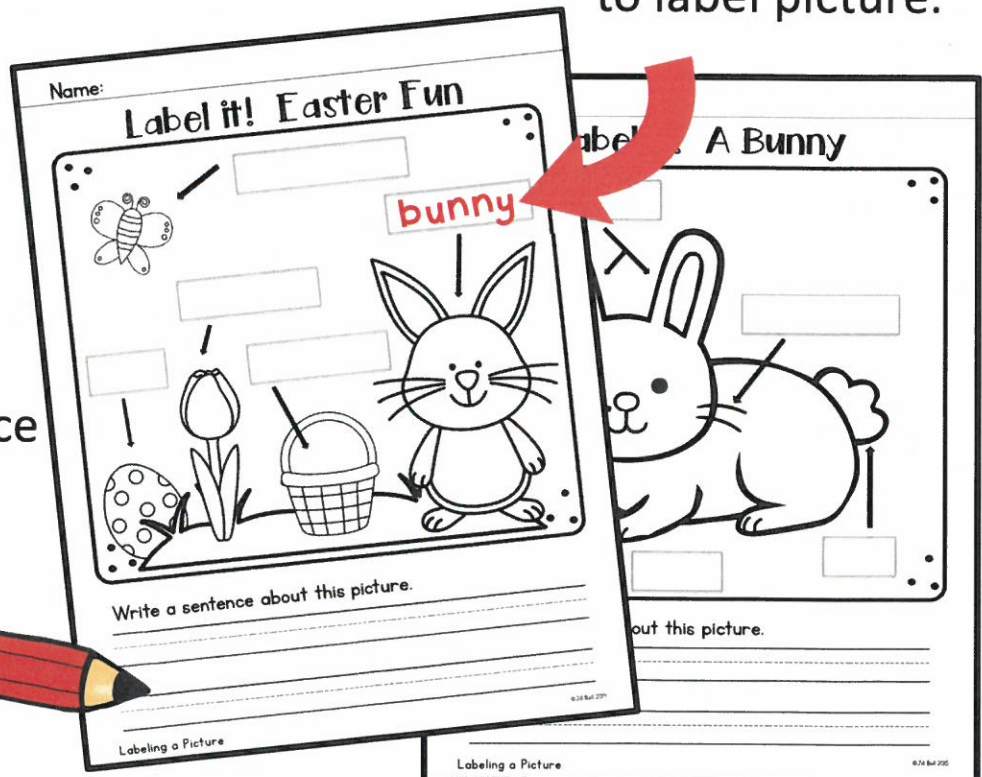 to label picture.
Name:
Label it! Easter Fun
bunny
ce
Write a sentence about this picture.
Labeling a Picture
A Bunny
out this picture.
Labeling a Picture